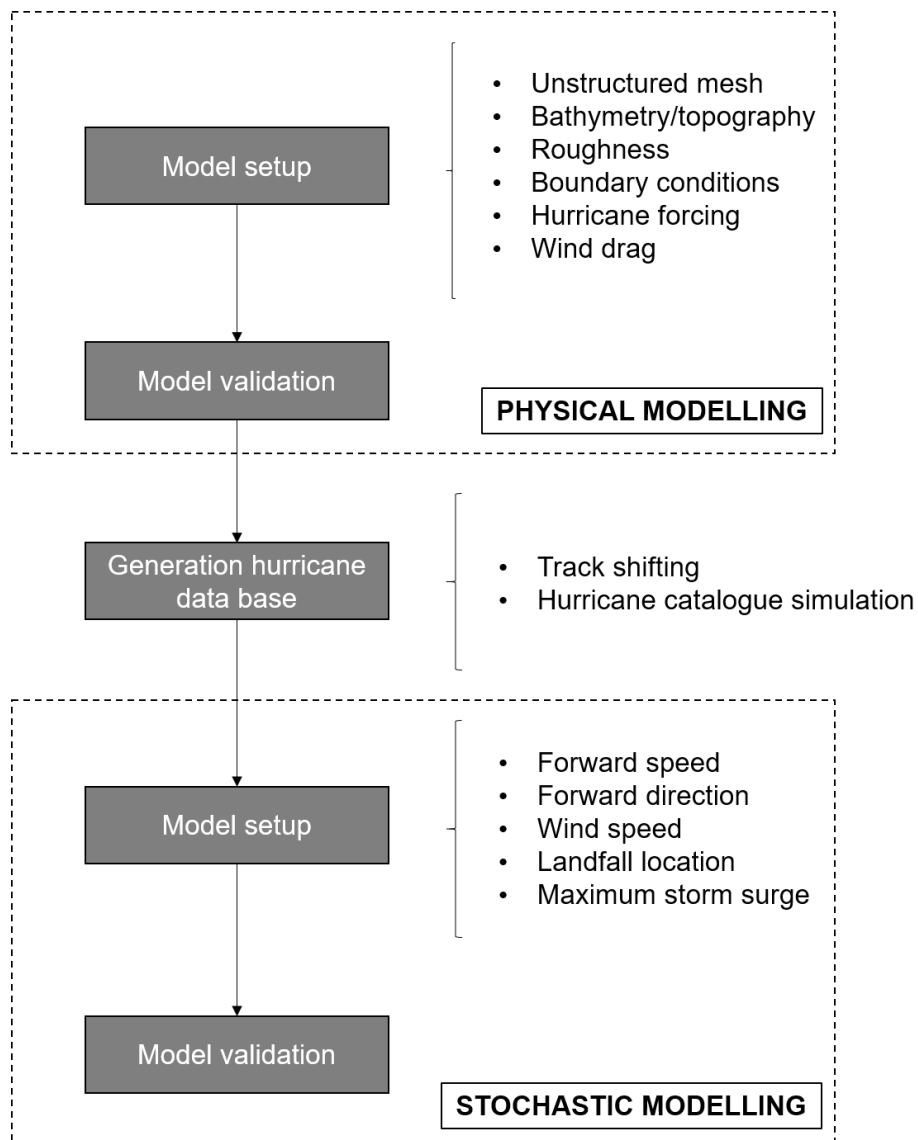 Model setup
• Unstructured mesh
• Bathymetry/topography
• Roughness
• Boundary conditions
• Hurricane forcing
• Wind drag
Model validation
PHYSICAL MODELLING
Generation hurricane
data base
• Track shifting
• Hurricane catalogue simulation
Model setup
• Forward speed
• Forward direction
• Wind speed
• Landfall location
• Maximum storm surge
Model validation
STOCHASTIC MODELLING